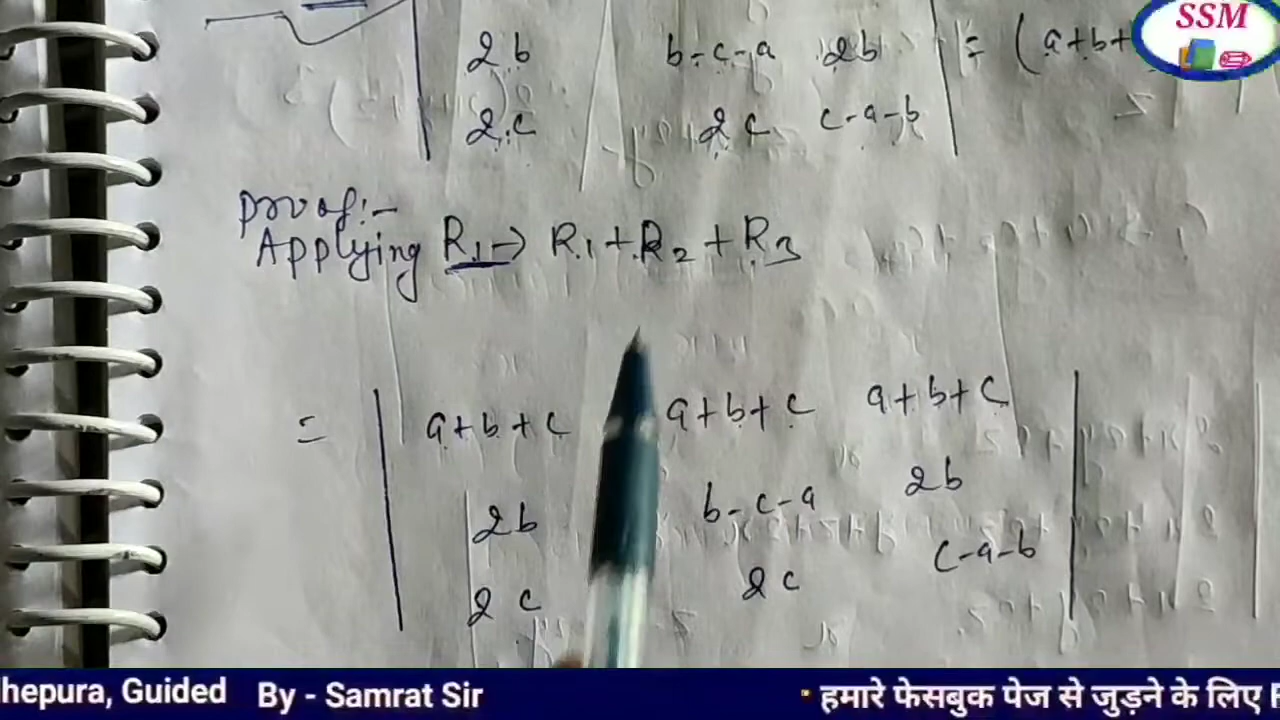 SSM
2b b-c-a 2b = (a+b+
2c 2c c-a-b
Proof:-
Applying R1→ R1+R2+R3
= a+b+c a+b+c a+b+c
2b b-c-a 2b
2c 2c c-a-b
hepura, Guided By - Samrat Sir हमारे फेसबुक पेज से जुड़ने के लिए F